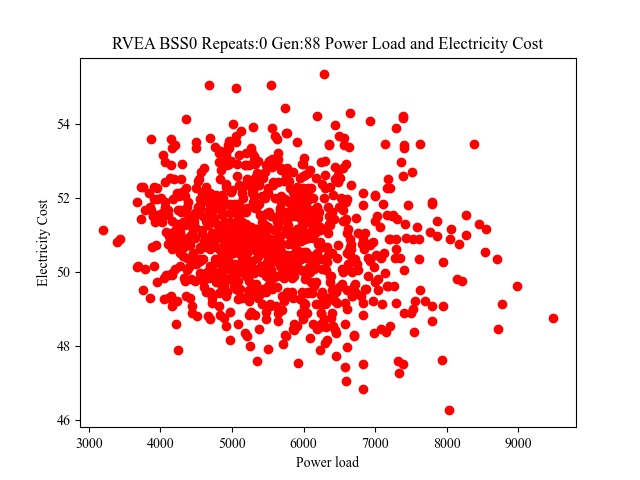 RVEA BSS0 Repeats:0 Gen:88 Power Load and Electricity Cost
54
52
50
48
46
Electricity Cost
3000 4000 5000 6000 7000 8000 9000
Power load